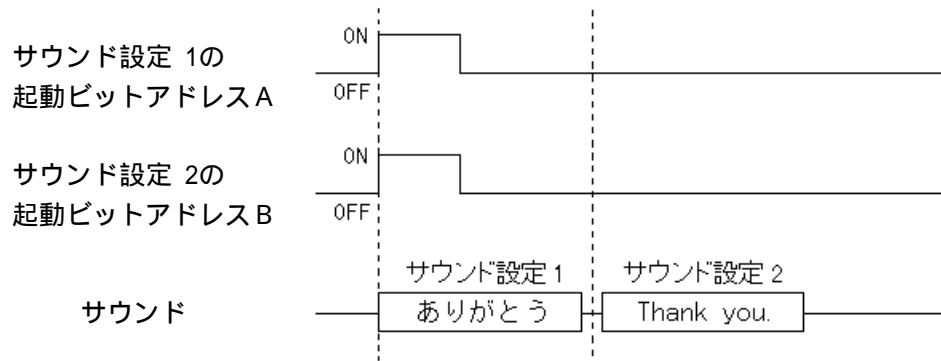 サウンド設定 1の
起動ビットアドレスA
ON
OFF
サウンド設定 2の
起動ビットアドレスB
ON
OFF
サウンド設定1
サウンド設定2
サウンド
ありがとう
Thank you.